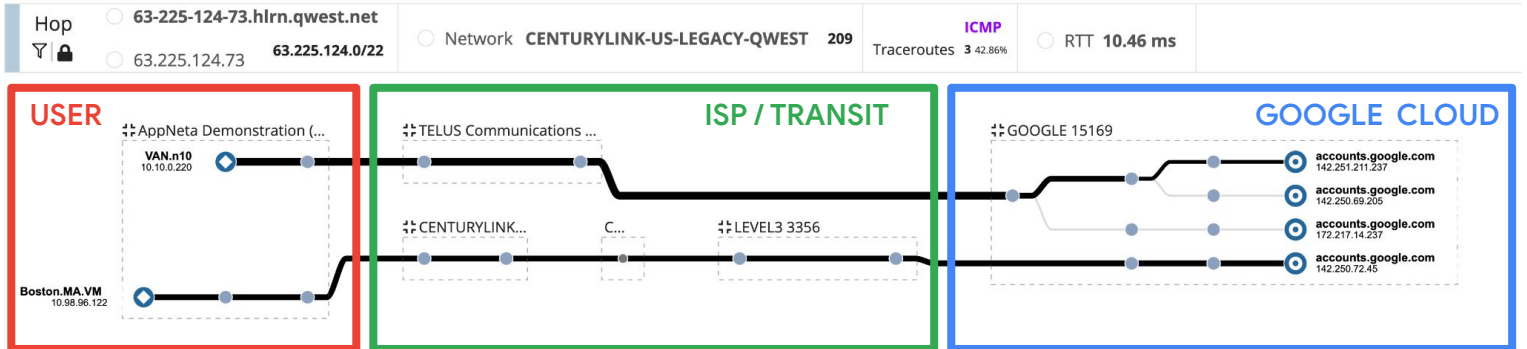 Hop
63-225-124-73.hlrn.qwest.net
63.225.124.73
63.225.124.0/22
Network CENTURYLINK-US-LEGACY-QWEST 209
ICMP
Traceroutes 3 42.86%
RTT 10.46 ms
USER
AppNeta Demonstration (...
VAN.n10
10.10.0.220
Boston.MA.VM
10.98.96.122
ISP / TRANSIT
TELUS Communications ...
CENTURYLINK...
C...
LEVEL3 3356
GOOGLE CLOUD
GOOGLE 15169
accounts.google.com
142.251.211.237
accounts.google.com
142.250.69.205
accounts.google.com
172.217.14.237
accounts.google.com
142.250.72.45